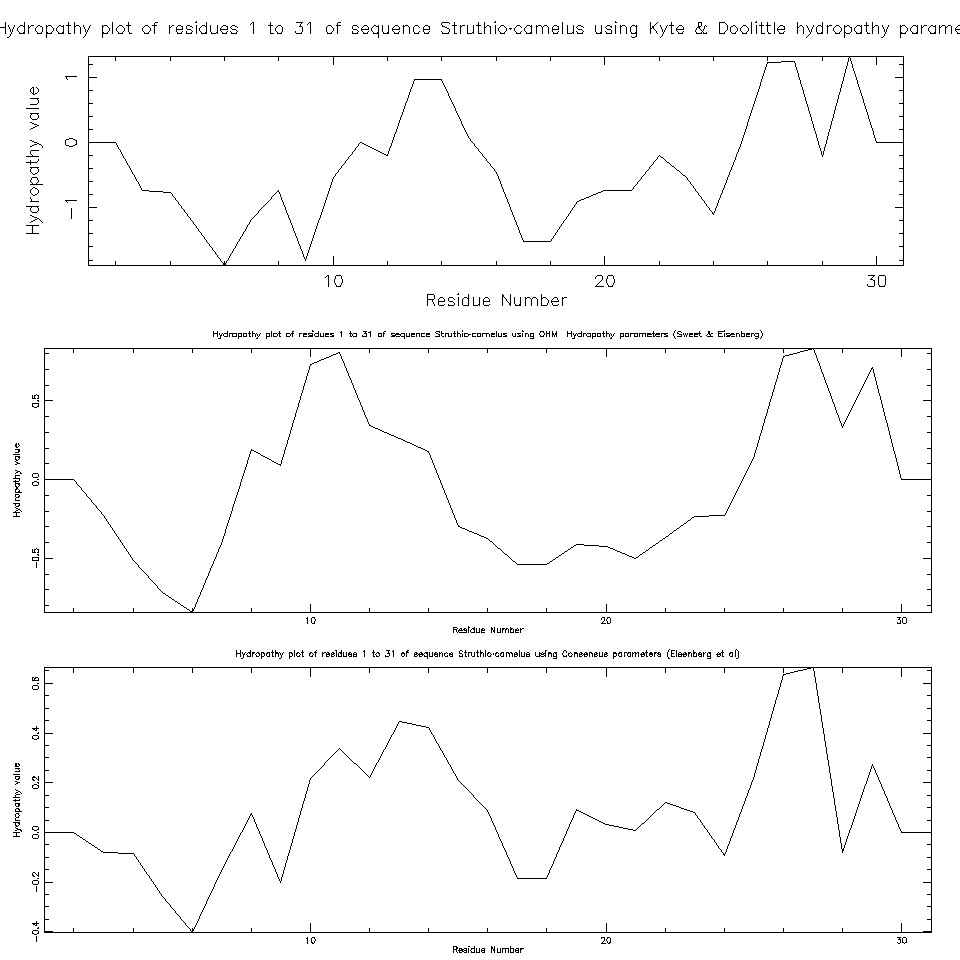 Hydropathy plot of residues 1 to 31 of sequence Struthio-camelus using Kyte & Doolittle hydropathy parame
1
0
−1
Hydropathy value
10 20 30
Residue Number
Hydropathy plot of residues 1 to 31 of sequence Struthio-camelus using OHM Hydropathy parameters (Sweet & Eisenberg)
0.5
0.0
−0.5
Hydropathy value
10 20 30
Residue Number
Hydropathy plot of residues 1 to 31 of sequence Struthio-camelus using Consensus parameters (Eisenberg et al)
0.6
0.4
0.2
0.0
−0.2
−0.4
Hydropathy value
10 20 30
Residue Number